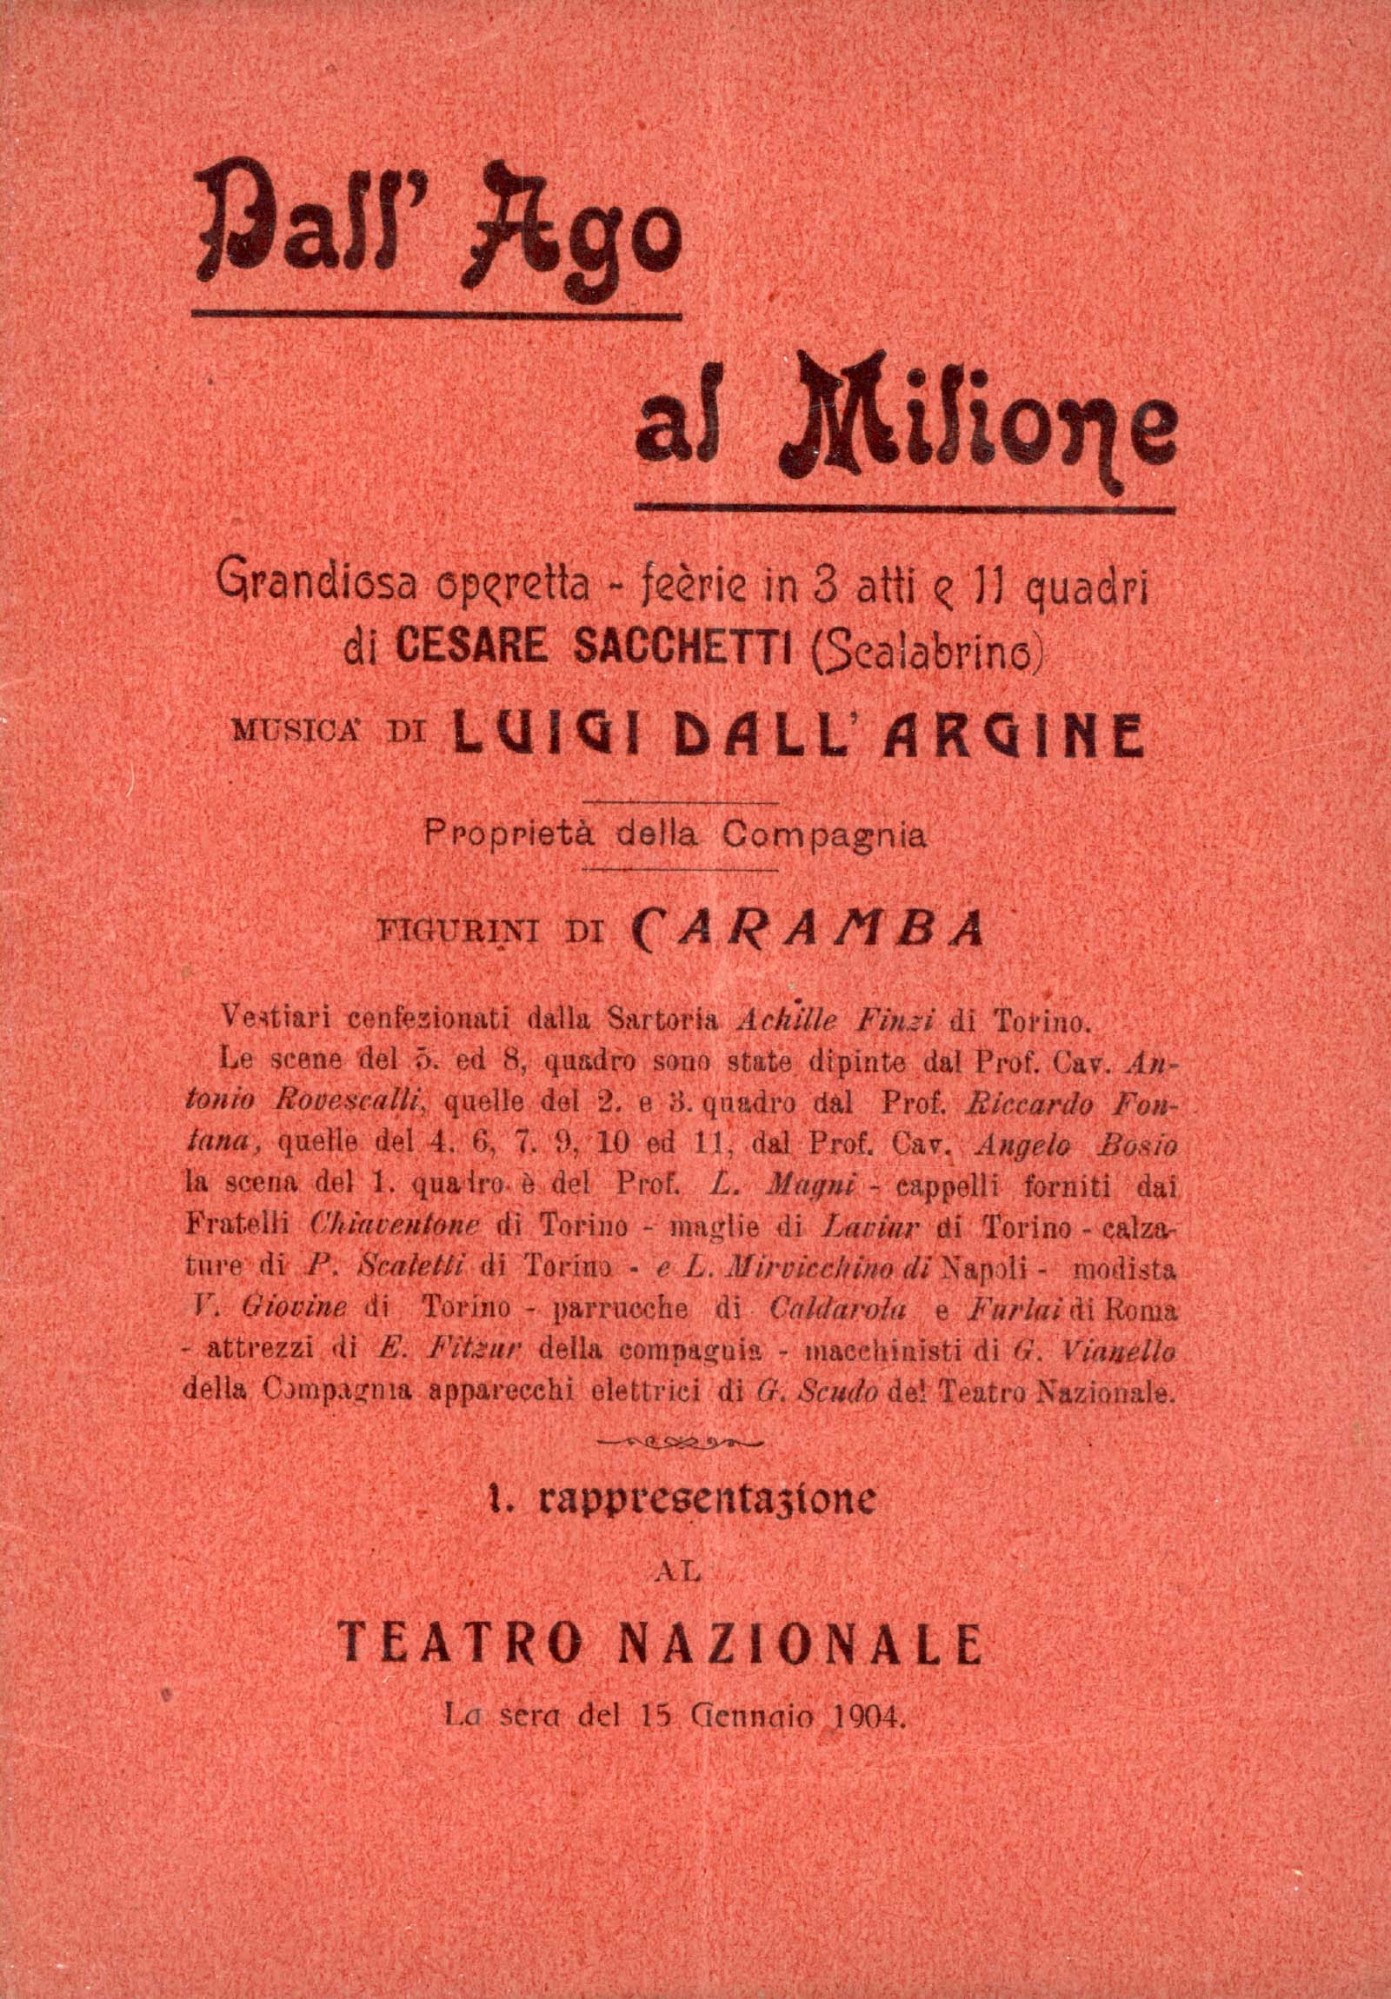 Dall' Ago
al Milione
Grandiosa operetta - feèrie in 3 atti e 11 quadri
di CESARE SACCHETTI (Scalabrino)
MUSICA DI LUIGI DALL' ARGINE
Proprietà della Compagnia
FIGURINI DI CARAMBA
Vestiari confezionati dalla Sartoria Achille Finzi di Torino.
Le scene del 5. ed 8, quadro sono state dipinte dal Prof. Cav. An-
tonio Rovescalli, quelle del 2. e 3. quadro dal Prof. Riccardo Fon-
tana, quelle del 4. 6, 7. 9, 10 ed 11, dal Prof. Cav. Angelo Bosio
la scena del 1. quadro è del Prof. L. Magni - cappelli forniti dai
Fratelli Chiaventone di Torino - maglie di Laviar di Torino - calza-
ture di P. Scaletti di Torino - e L. Mirvicchino di Napoli - modista
V. Giovine di Torino - parrucche di Caldarola e Furlai di Roma
- attrezzi di E. Fitzur della compagnia - macchinisti di G. Vianello
della Compagnia apparecchi elettrici di G. Scudo del Teatro Nazionale.
1. rappresentazione
AL
TEATRO NAZIONALE
La sera del 15 Gennaio 1904.